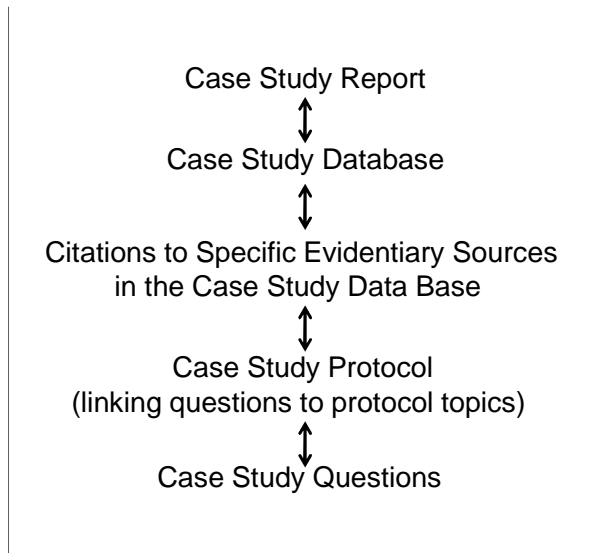 Case Study Report
Case Study Database
Citations to Specific Evidentiary Sources
in the Case Study Data Base
Case Study Protocol
(linking questions to protocol topics)
Case Study Questions